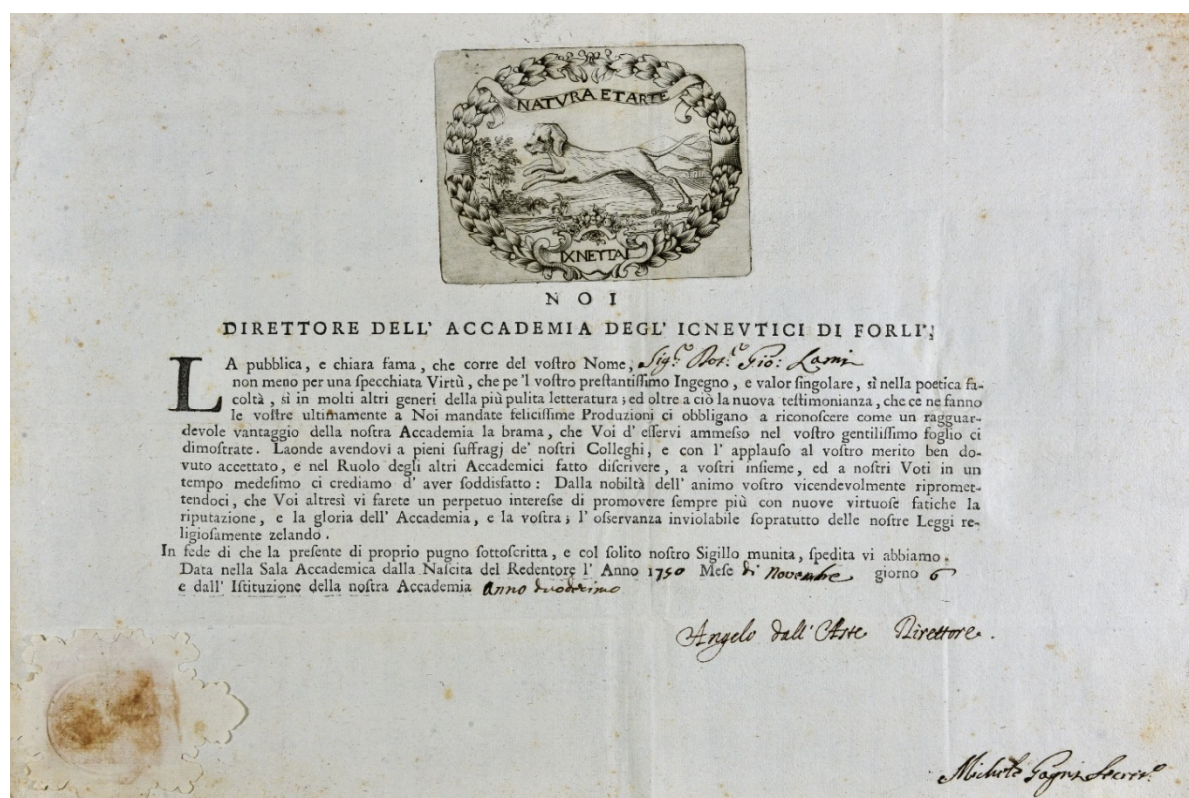 NATVRA ET ARTE
IXNEYTAI
NOI
DIRETTORE DELL' ACCADEMIA DEGL' ICNEVTICI DI FORLI';
LA pubblica, e chiara fama, che corre del voſtro Nome, Sig.r Dot.r Gio: Lami
non meno per una ſpecchiata Virtù, che pe 'l voſtro preſtantiſſimo Ingegno, e valor ſingolare, sì nella poetica fa-
coltà, sì in molti altri generi della più pulita letteratura; ed oltre a ciò la nuova teſtimonianza, che ce ne fanno
le voſtre ultimamente a Noi mandate feliciſſime Produzioni ci obbligano a riconoſcere come un ragguar-
devole vantaggio della noſtra Accademia la brama, che Voi d' eſſervi ammeſſo nel voſtro gentiliſſimo foglio ci
dimoſtrate. Laonde avendovi a pieni ſuffragj de' noſtri Colleghi, e con l' applauſo al voſtro merito ben do-
vuto accettato, e nel Ruolo degli altri Accademici fatto diſcrivere, a voſtri inſieme, ed a noſtri Voti in un
tempo medeſimo ci crediamo d' aver ſoddisfatto: Dalla nobiltà dell' animo voſtro vicendevolmente ripromet-
tendoci, che Voi altresì vi farete un perpetuo intereſſe di promovere ſempre più con nuove virtuoſe fatiche la
riputazione, e la gloria dell' Accademia, e la voſtra; l' oſſervanza inviolabile ſopratutto delle noſtre Leggi re-
ligioſamente zelando.
In fede di che la preſente di proprio pugno ſottoſcritta, e col ſolito noſtro Sigillo munita, ſpedita vi abbiamo.
Data nella Sala Accademica dalla Naſcita del Redentore l' Anno 1750 Meſe di Novembre giorno 6
e dall' Iſtituzione della noſtra Accademia Anno duodecimo
Angelo dall' Aste Direttore.
Michele Secret.o